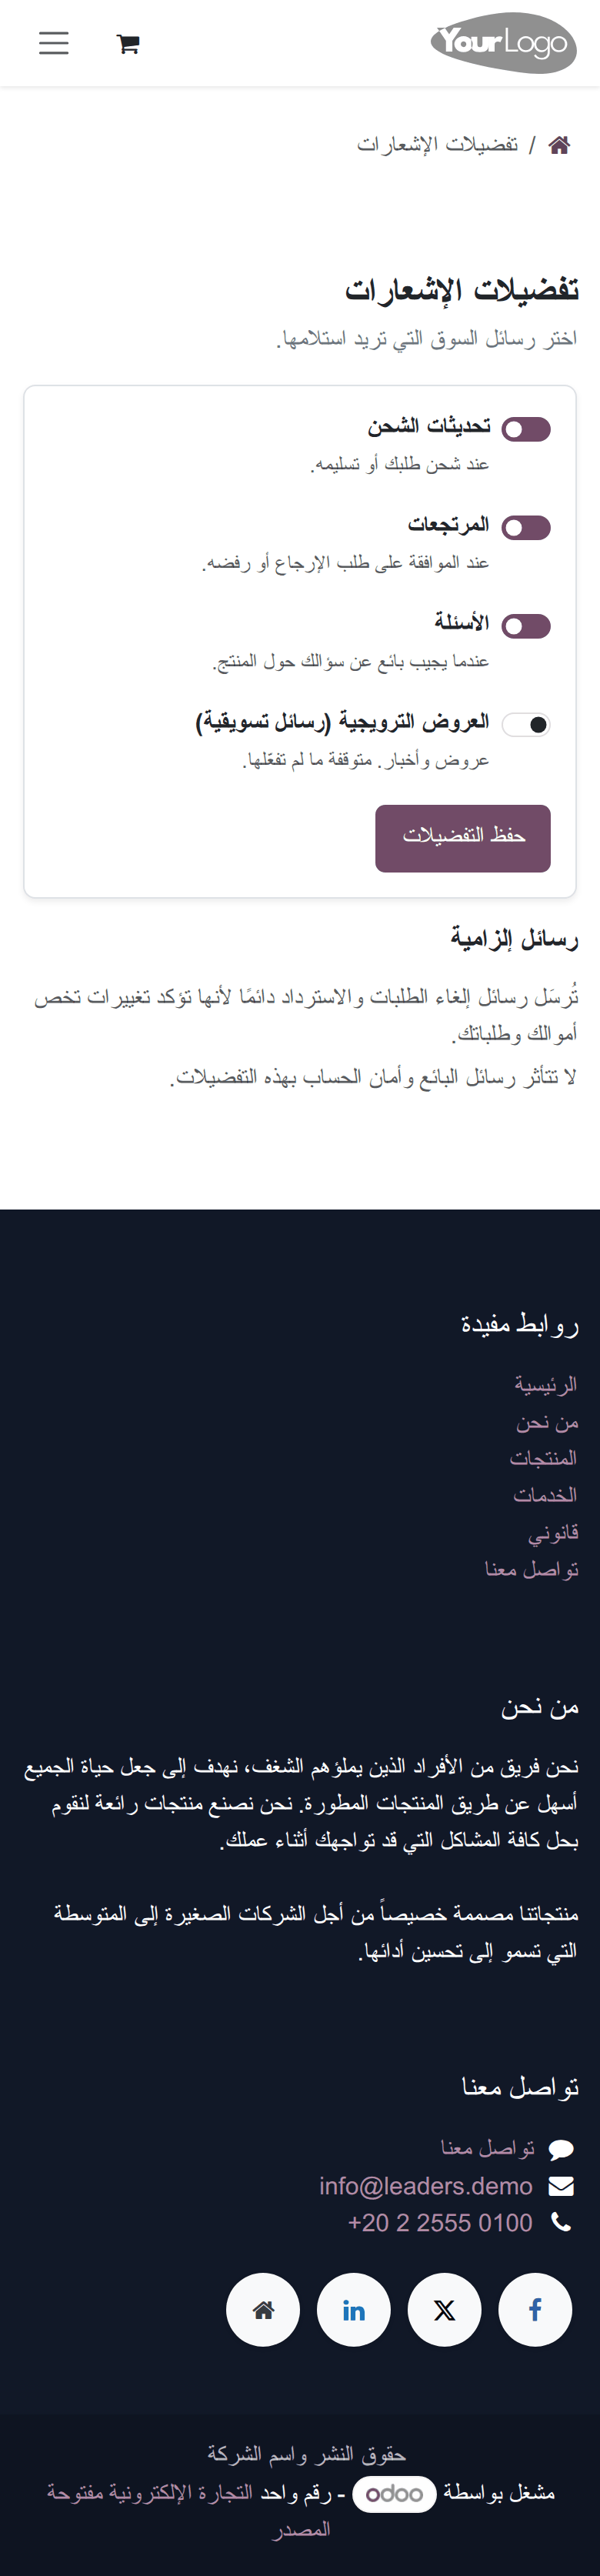 YourLogo
/ تفضيلات الإشعارات
تفضيلات الإشعارات
اختر رسائل السوق التي تريد استلامها.
تحديثات الشحن
عند شحن طلبك أو تسليمه.
المرتجعات
عند الموافقة على طلب الإرجاع أو رفضه.
الأسئلة
عندما يجيب بائع عن سؤالك حول المنتج.
العروض الترويجية (رسائل تسويقية)
عروض وأخبار. متوقفة ما لم تفعّلها.
حفظ التفضيلات
رسائل إلزامية
تُرسَل رسائل إلغاء الطلبات والاسترداد دائمًا لأنها تؤكد تغييرات تخص
أموالك وطلباتك.
لا تتأثر رسائل البائع وأمان الحساب بهذه التفضيلات.
روابط مفيدة
الرئيسية
من نحن
المنتجات
الخدمات
قانوني
تواصل معنا
من نحن
نحن فريق من الأفراد الذين يملؤهم الشغف، نهدف إلى جعل حياة الجميع
أسهل عن طريق المنتجات المطورة. نحن نصنع منتجات رائعة لنقوم
بحل كافة المشاكل التي قد تواجهك أثناء عملك.
منتجاتنا مصممة خصيصاً من أجل الشركات الصغيرة إلى المتوسطة
التي تسمو إلى تحسين أدائها.
تواصل معنا
تواصل معنا
info@leaders.demo
+20 2 2555 0100
حقوق النشر واسم الشركة
مشغل بواسطة odoo - رقم واحد التجارة الإلكترونية مفتوحة
المصدر